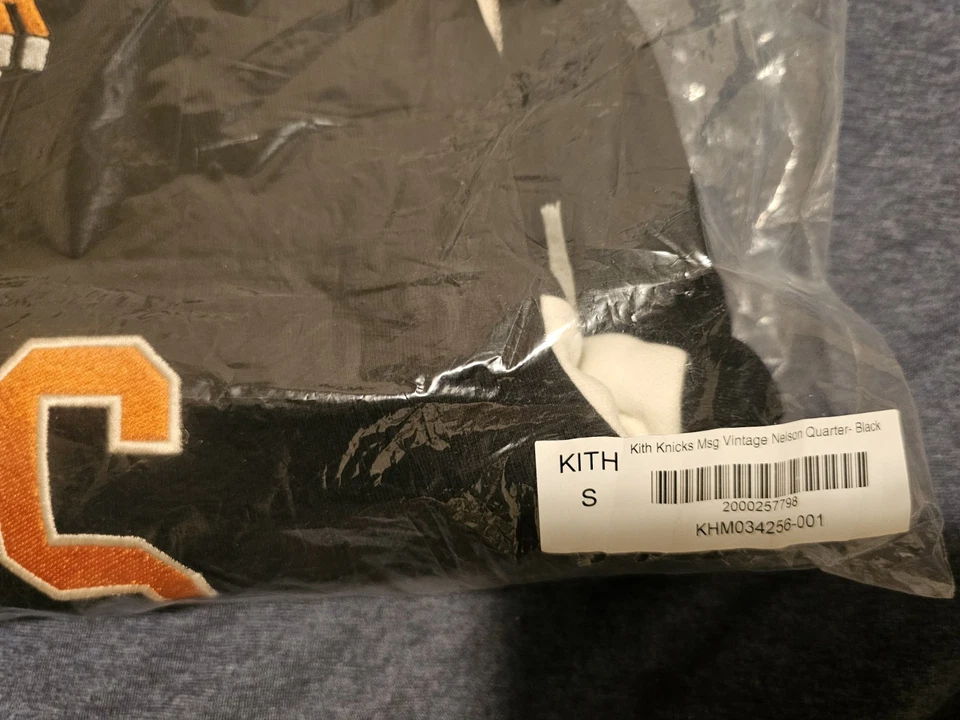 C
KITH
S
Kith Knicks Msg Vintage Nelson Quarter- Black
2000257798
KHM034256-001